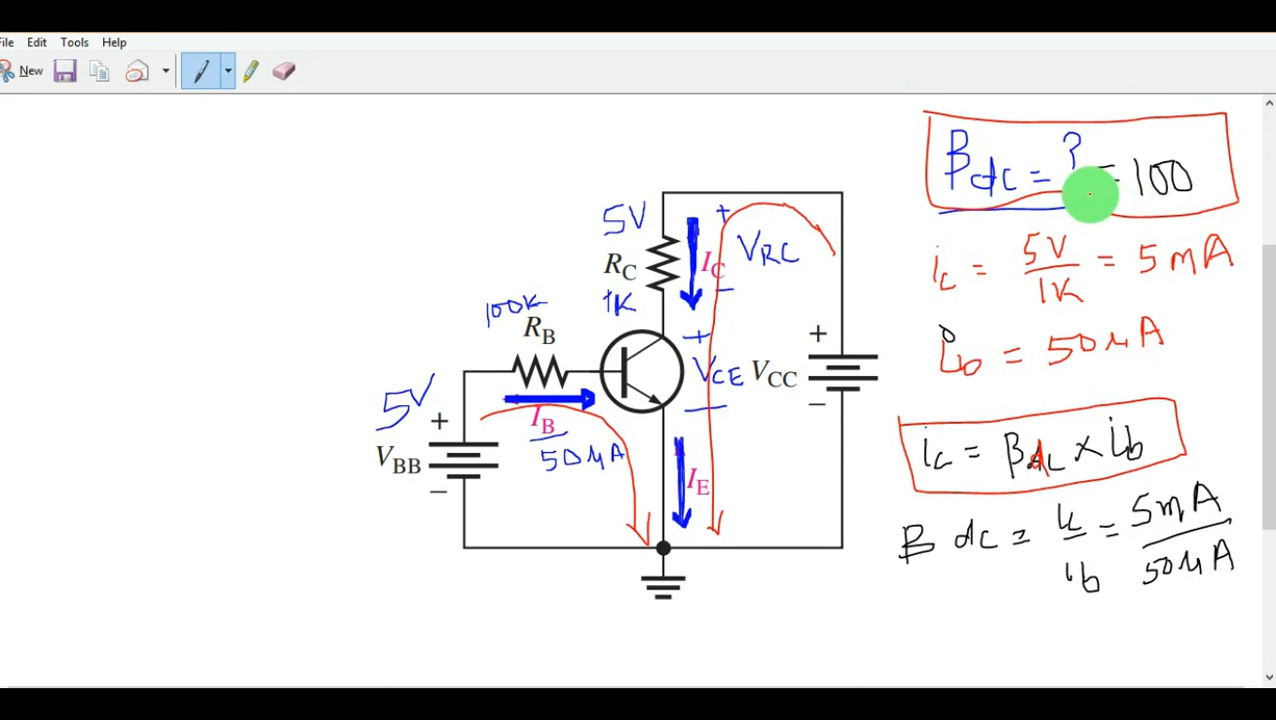 File Edit Tools Help
New
βdc = ? = 100
5V
+
VRC
RC
IC
−
ic = 5V/1K = 5mA
1K
100K
RB
+
+
ib = 50μA
VCE
VCC
−
−
5V
+
IB
VBB
50μA
−
IE
ic = βdc × ib
βdc = ic/ib = 5mA/50μA